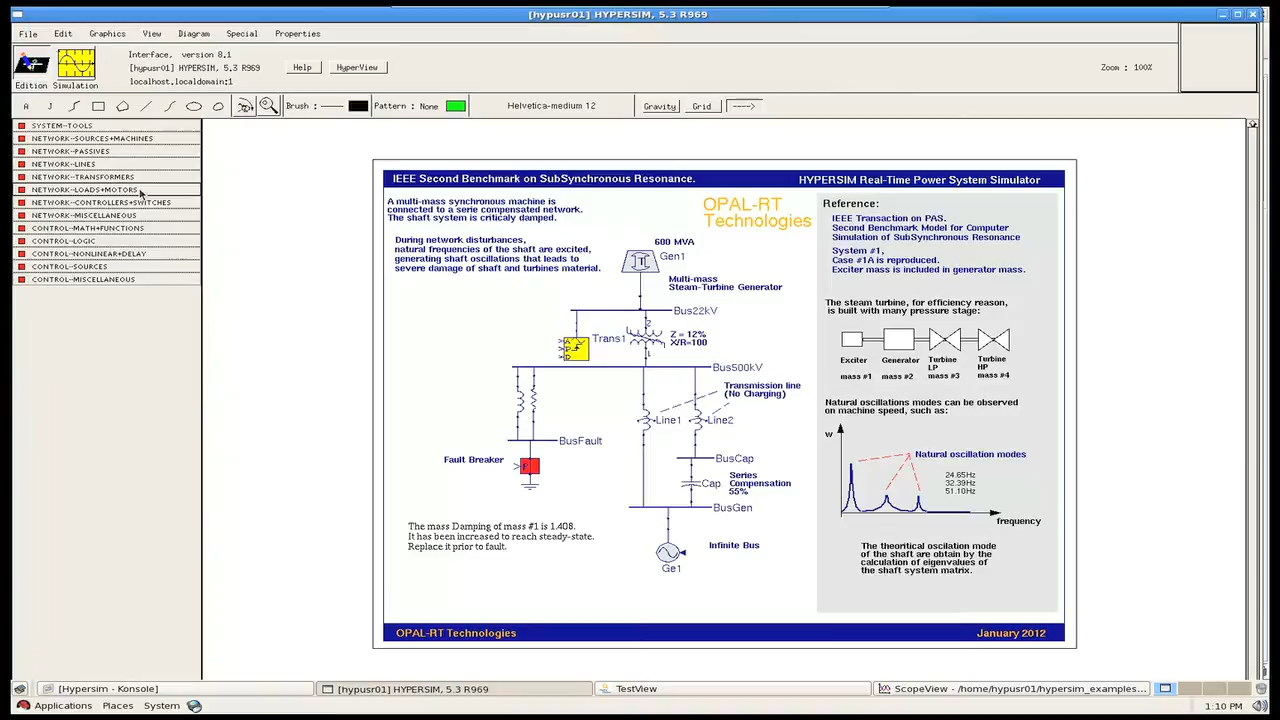 [hypusr01] HYPERSIM, 5.3 R969
File Edit Graphics View Diagram Special Properties
Interface, version 8.1
[hypusr01] HYPERSIM, 5.3 R969
localhost.localdomain:1
Help HyperView
Zoom : 100%
Edition Simulation
A J
Brush : Pattern : None
Helvetica-medium 12
Gravity Grid ---->
SYSTEM--TOOLS
NETWORK--SOURCES+MACHINES
NETWORK--PASSIVES
NETWORK--LINES
NETWORK--TRANSFORMERS
NETWORK--LOADS+MOTORS
NETWORK--CONTROLLERS+SWITCHES
NETWORK--MISCELLANEOUS
CONTROL--MATH+FUNCTIONS
CONTROL--LOGIC
CONTROL--NONLINEAR+DELAY
CONTROL--SOURCES
CONTROL--MISCELLANEOUS
IEEE Second Benchmark on SubSynchronous Resonance.
HYPERSIM Real-Time Power System Simulator
A multi-mass synchronous machine is
connected to a serie compensated network.
The shaft system is criticaly damped.
OPAL-RT
Technologies
During network disturbances,
natural frequencies of the shaft are excited,
generating shaft oscillations that leads to
severe damage of shaft and turbines material.
600 MVA
Gen1
Multi-mass
Steam-Turbine Generator
Bus22kV
2
Trans1
Z = 12%
X/R=100
1
Bus500kV
Transmission line
(No Charging)
Line1
Line2
BusFault
Fault Breaker
F
BusCap
Cap
Series
Compensation
55%
BusGen
The mass Damping of mass #1 is 1.408.
It has been increased to reach steady-state.
Replace it prior to fault.
Infinite Bus
Ge1
Reference:
IEEE Transaction on PAS.
Second Benchmark Model for Computer
Simulation of SubSynchronous Resonance
System #1,
Case #1A is reproduced.
Exciter mass is included in generator mass.
The steam turbine, for efficiency reason,
is built with many pressure stage:
Exciter Generator Turbine LP Turbine HP
mass #1 mass #2 mass #3 mass #4
Natural oscillations modes can be observed
on machine speed, such as:
w
Natural oscillation modes
24.65Hz
32.39Hz
51.10Hz
frequency
The theoritical oscilation mode
of the shaft are obtain by the
calculation of eigenvalues of
the shaft system matrix.
OPAL-RT Technologies
January 2012
[Hypersim - Konsole]
[hypusr01] HYPERSIM, 5.3 R969
TestView
ScopeView - /home/hypusr01/hypersim_examples...
Applications Places System
1:10 PM